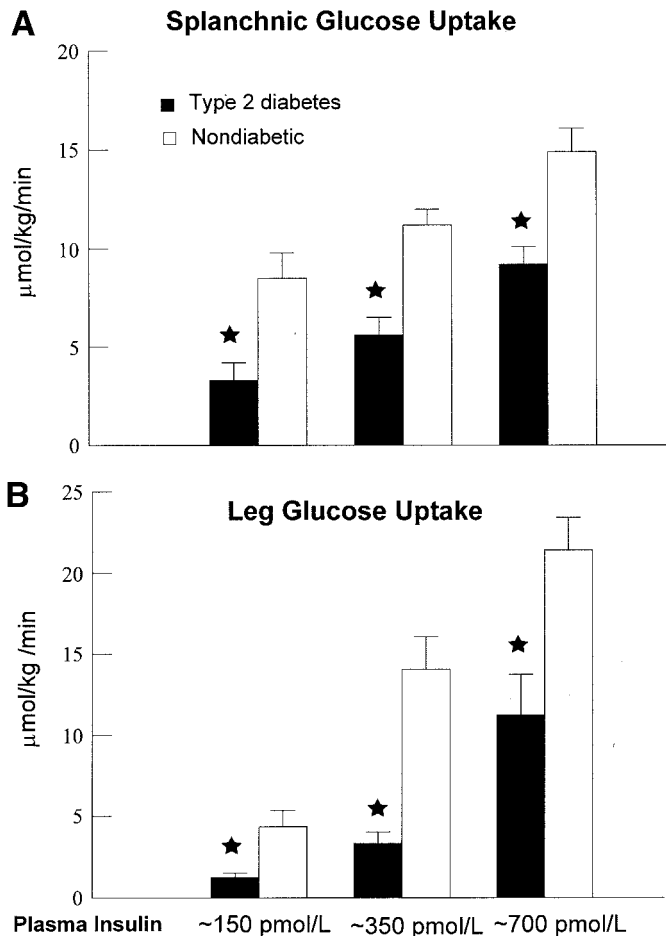 A
Splanchnic Glucose Uptake
20
15
10
5
0
μmol/kg/min
★ 
Type 2 diabetes
Nondiabetic
B
Leg Glucose Uptake
25
20
15
10
5
0
μmol/kg /min
Plasma Insulin ~150 pmol/L ~350 pmol/L ~700 pmol/L